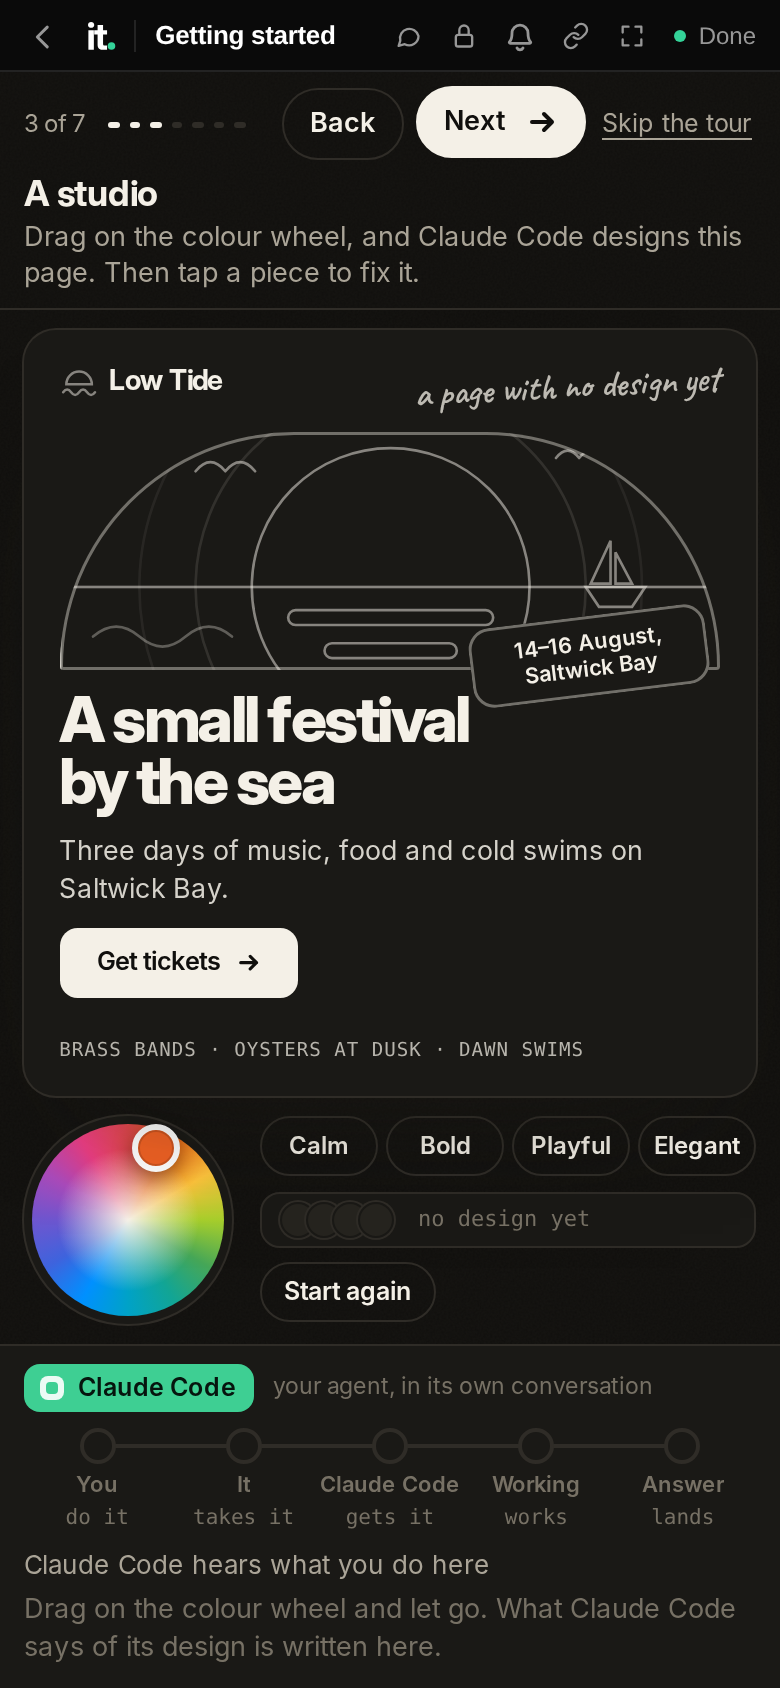 it. Getting started Done
3 of 7 Back Next → Skip the tour
A studio
Drag on the colour wheel, and Claude Code designs this
page. Then tap a piece to fix it.
Low Tide
a page with no design yet
14–16 August,
Saltwick Bay
A small festival
by the sea
Three days of music, food and cold swims on
Saltwick Bay.
Get tickets →
BRASS BANDS · OYSTERS AT DUSK · DAWN SWIMS
Calm Bold Playful Elegant
no design yet
Start again
Claude Code your agent, in its own conversation
You It Claude Code Working Answer
do it takes it gets it works lands
Claude Code hears what you do here
Drag on the colour wheel and let go. What Claude Code
says of its design is written here.